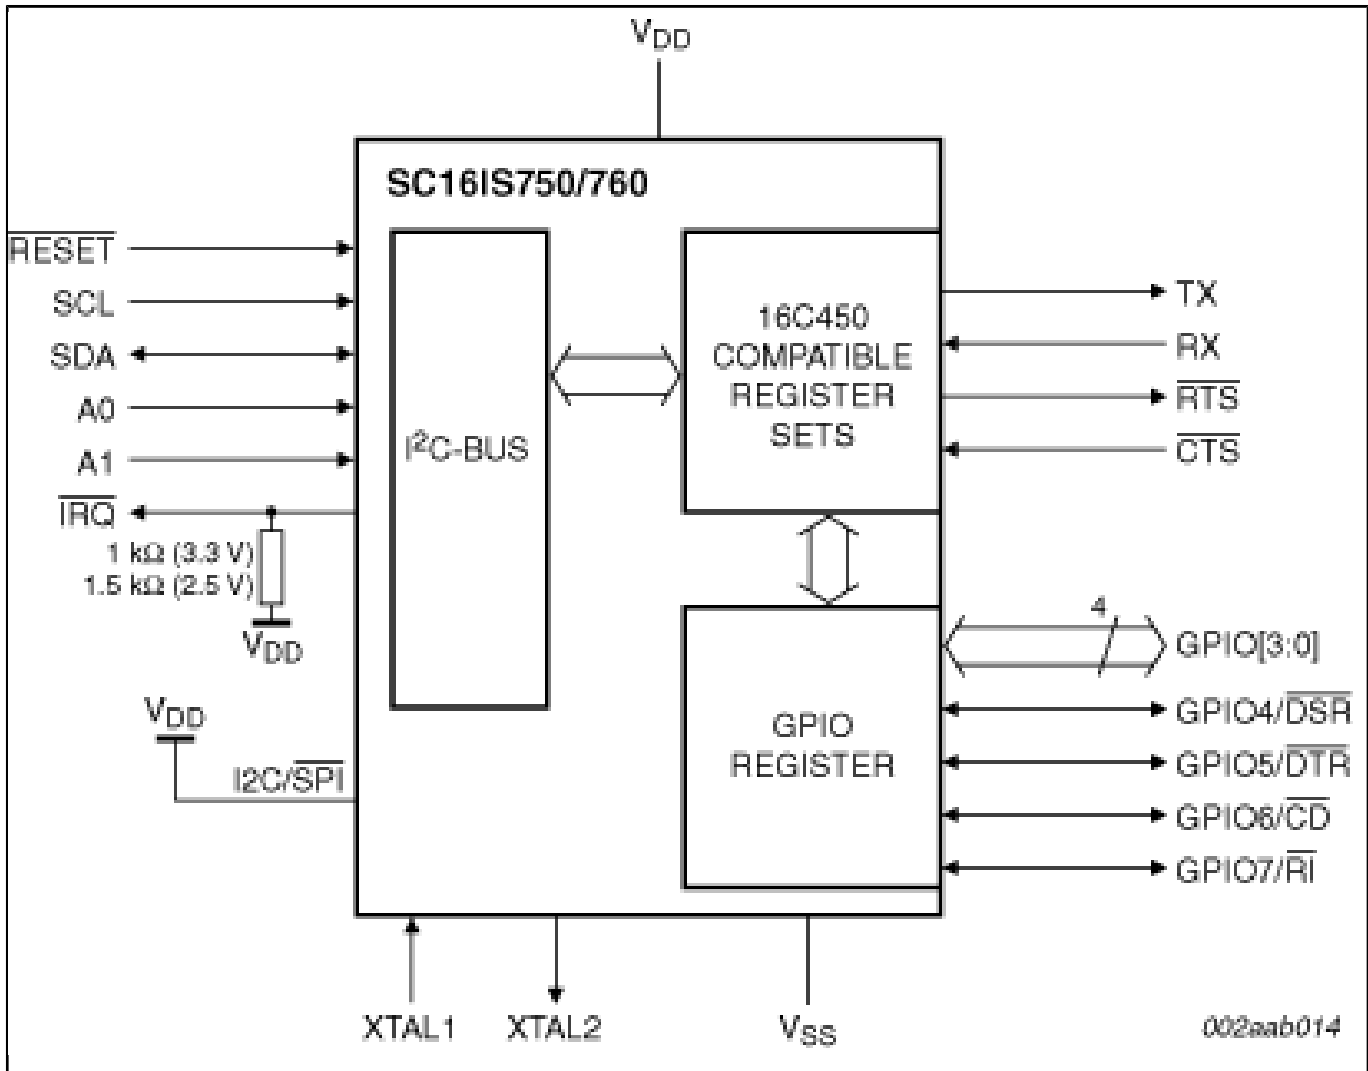 VDD
SC16IS750/760
RESET
SCL
SDA
A0
A1
IRQ
1 kΩ (3.3 V)
1.5 kΩ (2.5 V)
VDD
VDD
I2C/SPI
I²C-BUS
16C450
COMPATIBLE
REGISTER
SETS
GPIO
REGISTER
TX
RX
RTS
CTS
4
GPIO[3:0]
GPIO4/DSR
GPIO5/DTR
GPIO6/CD
GPIO7/RI
XTAL1
XTAL2
VSS
002aab014